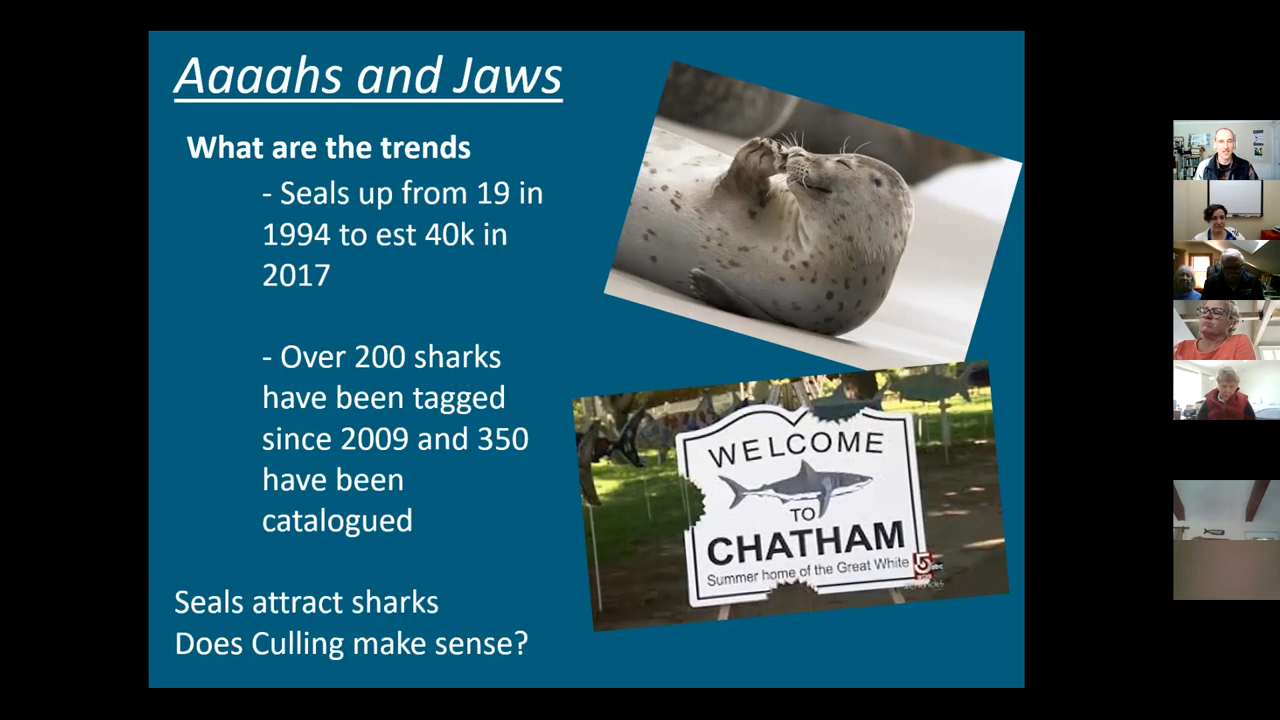 Aaaahs and Jaws
What are the trends
- Seals up from 19 in
1994 to est 40k in
2017
- Over 200 sharks
have been tagged
since 2009 and 350
have been
catalogued
Seals attract sharks
Does Culling make sense?
WELCOME
TO
CHATHAM
Summer home of the Great White
5 abc